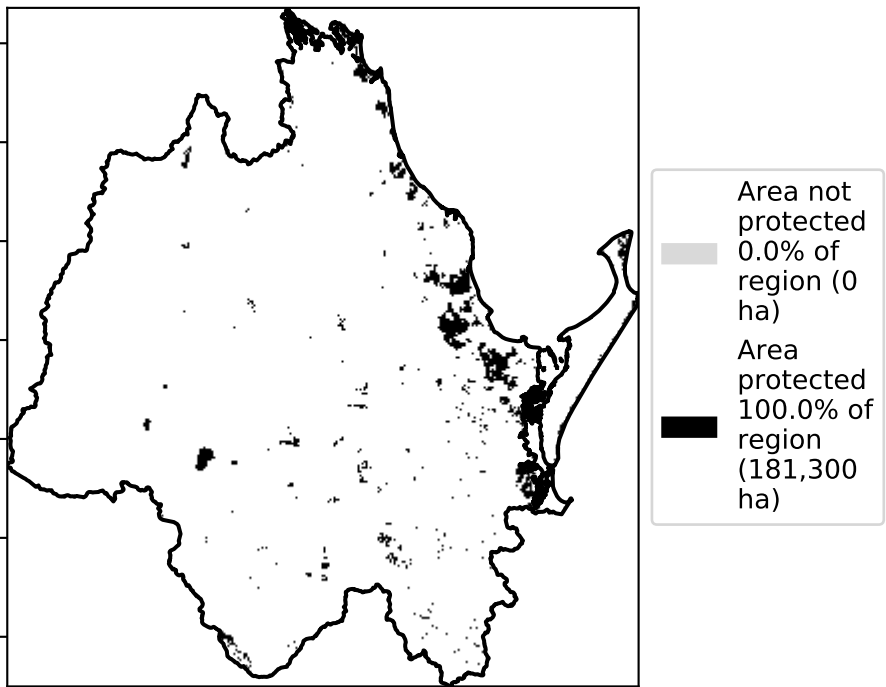 Area not
protected
0.0% of
region (0
ha)
Area
protected
100.0% of
region
(181,300
ha)